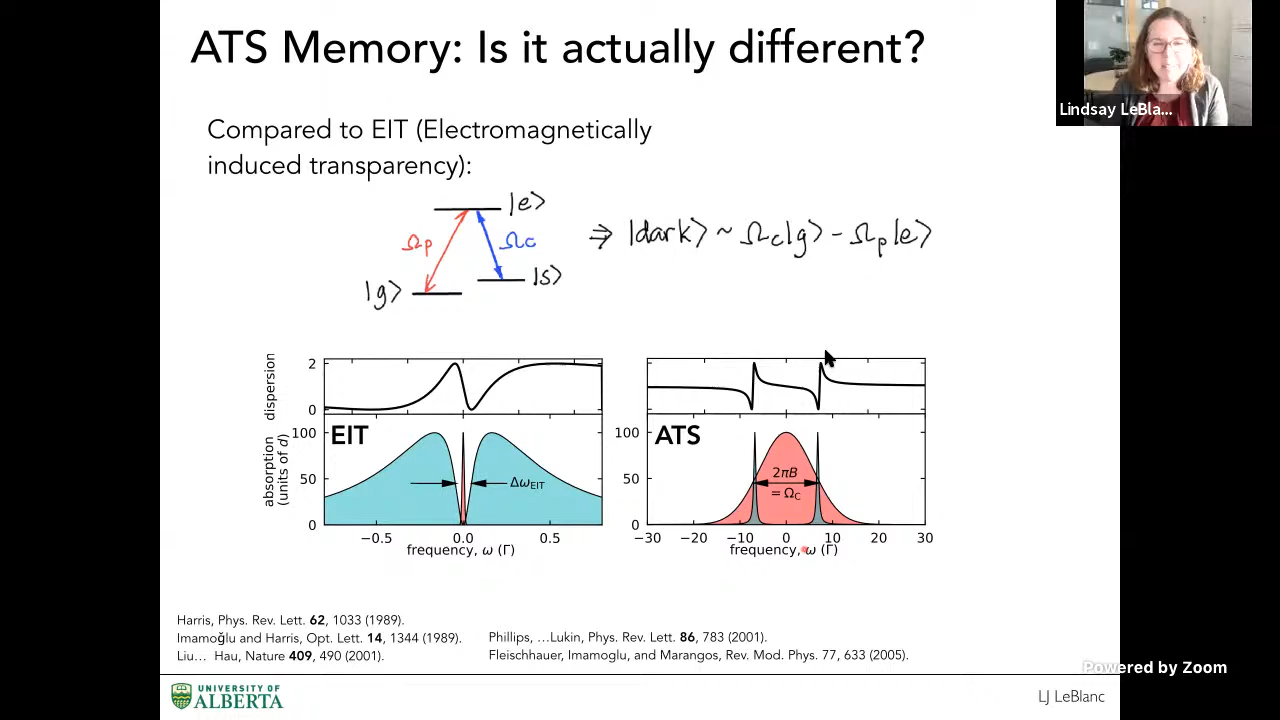 ATS Memory: Is it actually different?
Lindsay LeBla...
Compared to EIT (Electromagnetically
induced transparency):
|e⟩
Ωp
Ωc
|g⟩
|s⟩
⇒ |dark⟩ ~ Ωc|g⟩ - Ωp|e⟩
dispersion
2
0
absorption
(units of d)
100
50
0
EIT
ΔωEIT
−0.5 0.0 0.5
frequency, ω (Γ)
100
50
0
ATS
2πB
= ΩC
−30 −20 −10 0 10 20 30
frequency, ω (Γ)
Harris, Phys. Rev. Lett. 62, 1033 (1989).
Imamoğlu and Harris, Opt. Lett. 14, 1344 (1989).
Liu... Hau, Nature 409, 490 (2001).
Phillips, ...Lukin, Phys. Rev. Lett. 86, 783 (2001).
Fleischhauer, Imamoglu, and Marangos, Rev. Mod. Phys. 77, 633 (2005).
Powered by Zoom
UNIVERSITY OF
ALBERTA
LJ LeBlanc